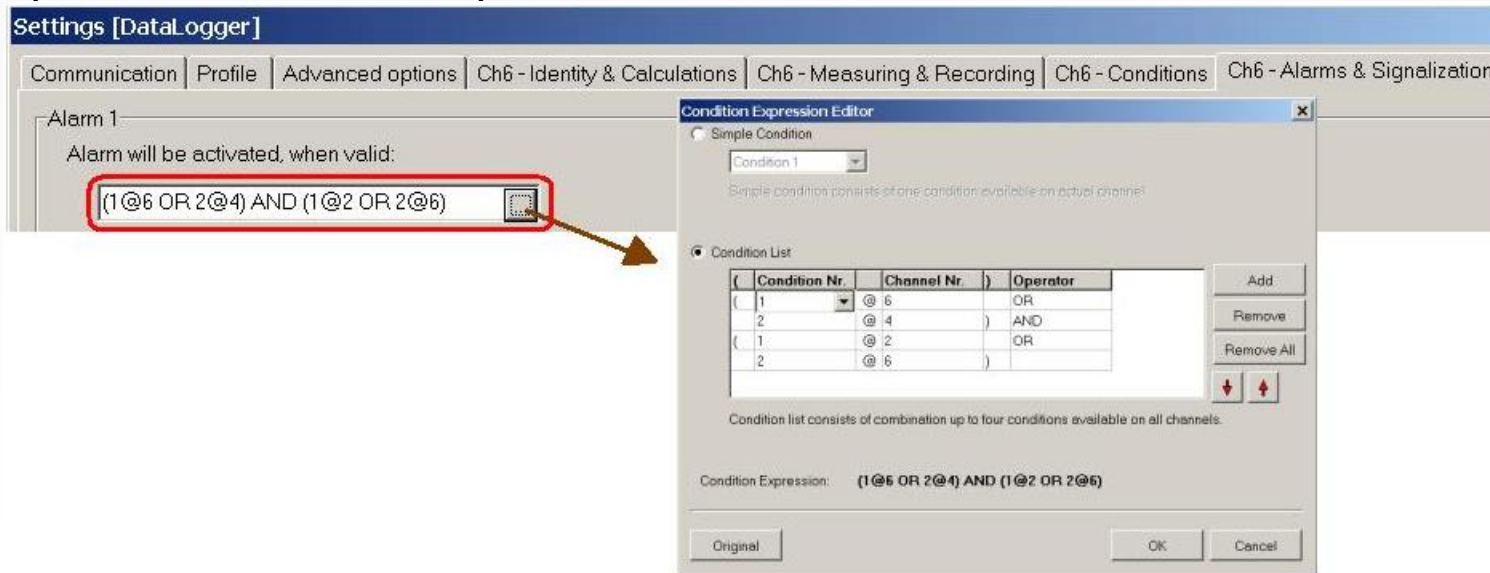 Settings [DataLogger]
Communication Profile Advanced options Ch6 - Identity & Calculations Ch6 - Measuring & Recording Ch6 - Conditions Ch6 - Alarms & Signalization
Alarm 1
Alarm will be activated, when valid:
(1@6 OR 2@4) AND (1@2 OR 2@6) ...
Condition Expression Editor
Simple Condition
Condition 1
Simple condition consists of one condition available on actual channel
Condition List
( Condition Nr. Channel Nr. ) Operator
( 1 @ 6 OR
2 @ 4 ) AND
( 1 @ 2 OR
2 @ 6 )
Add
Remove
Remove All
Condition list consists of combination up to four conditions available on all channels.
Condition Expression: (1@6 OR 2@4) AND (1@2 OR 2@6)
Original OK Cancel